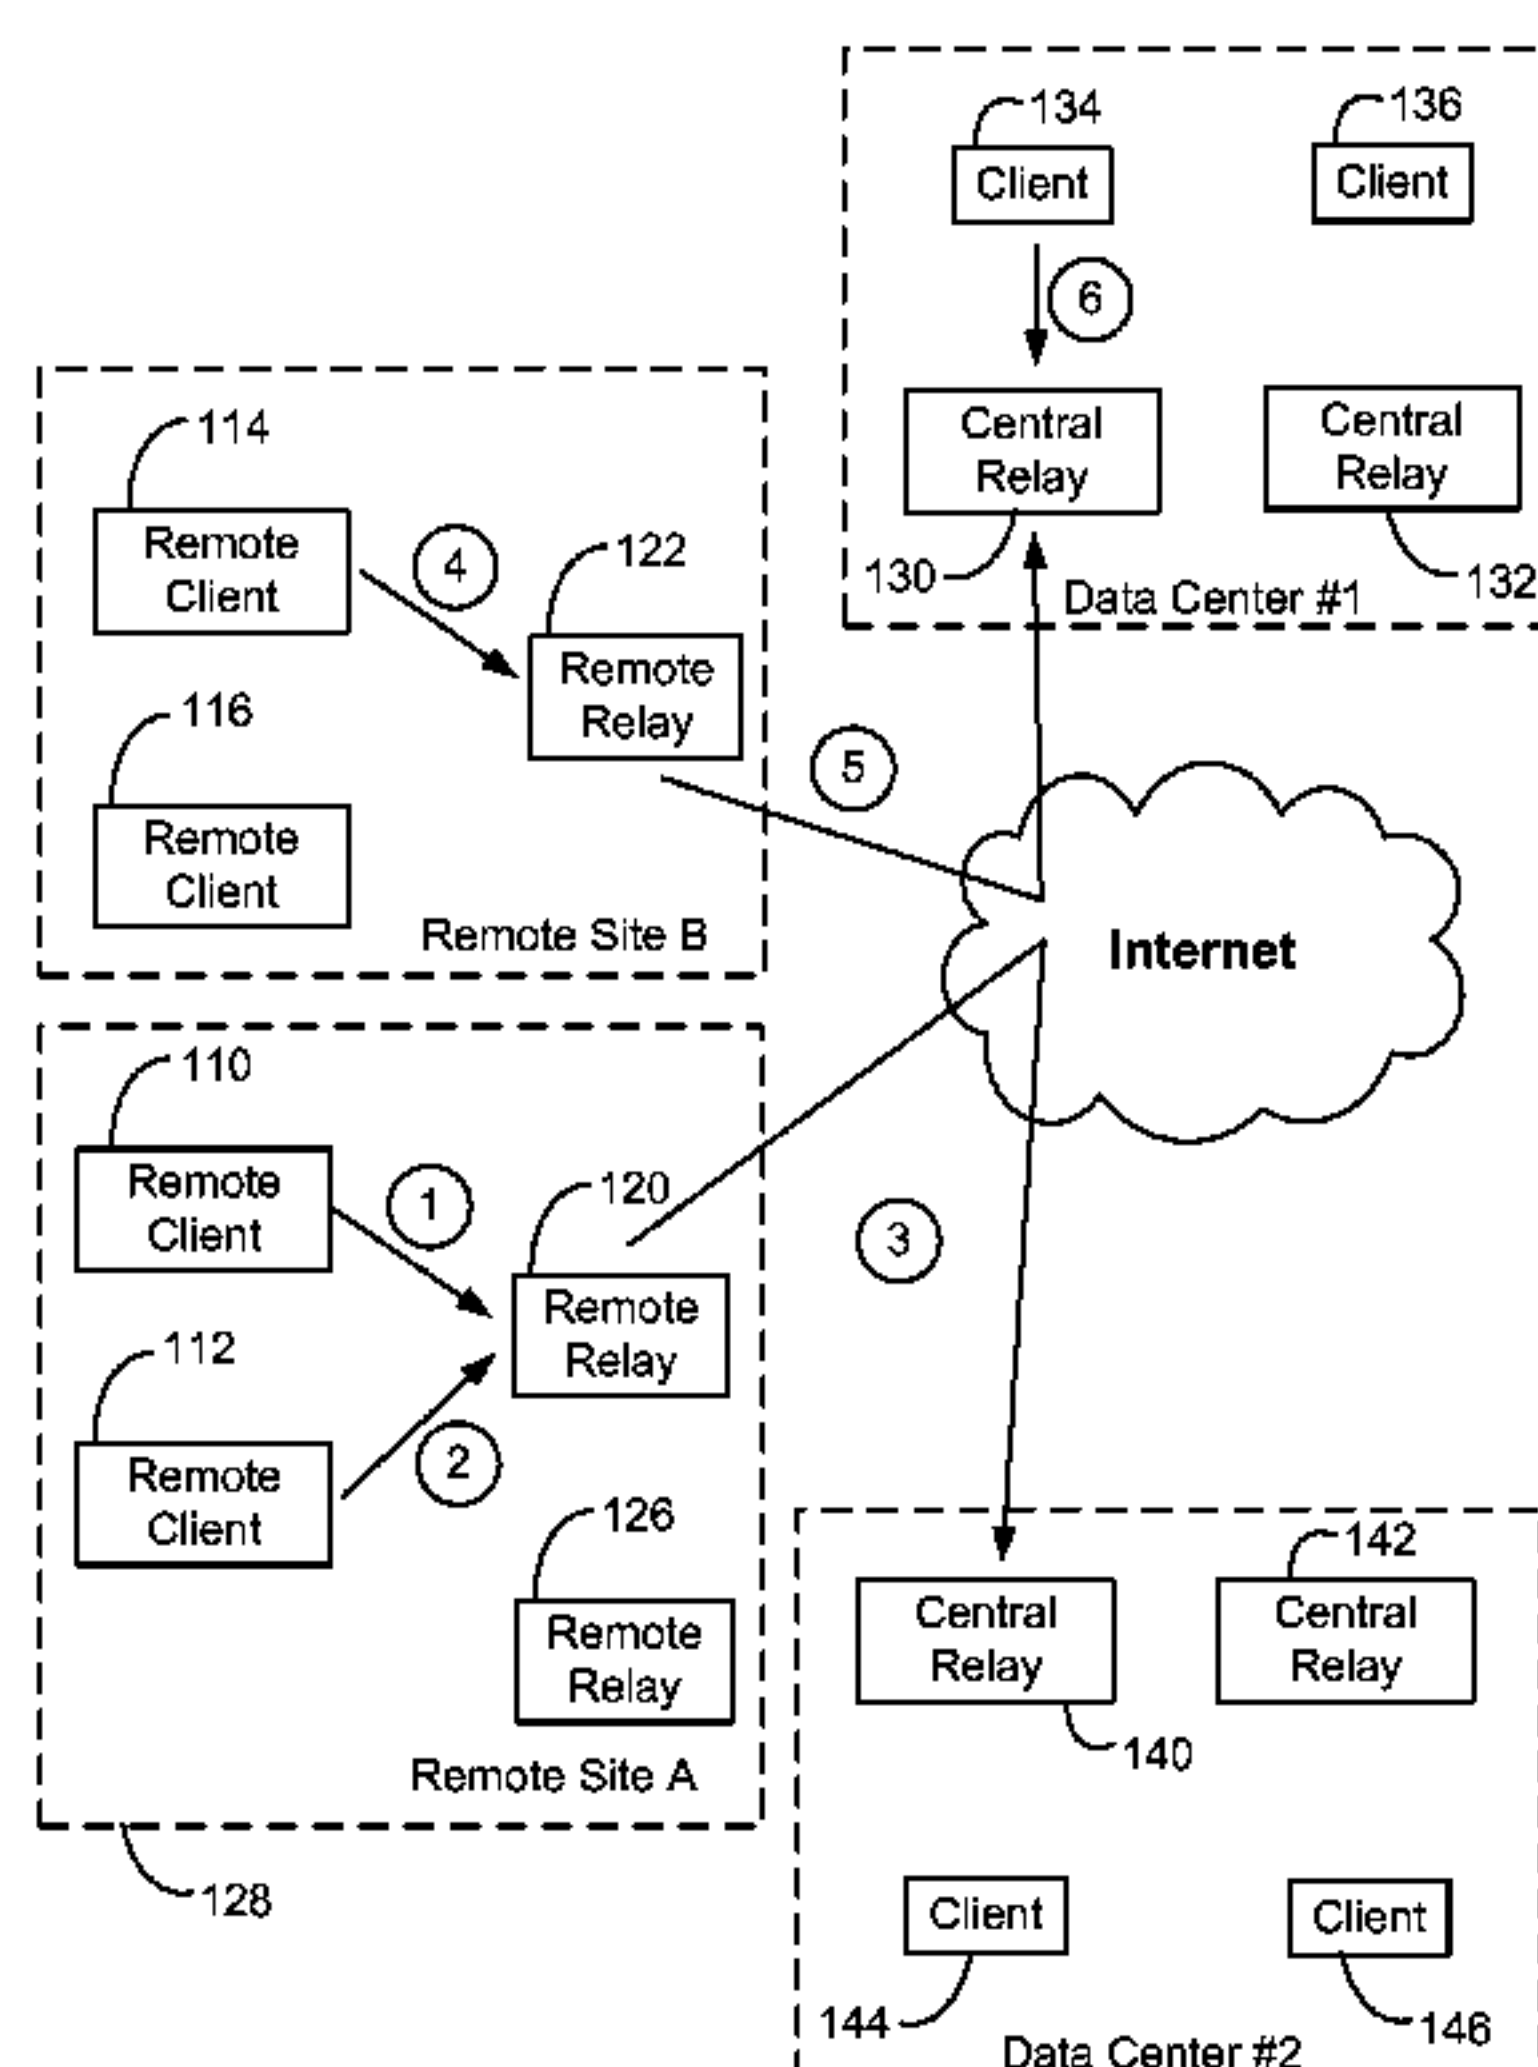 134
136
Client
Client
6
Central
Relay
Central
Relay
130
132
Data Center #1
114
Remote
Client
4
122
Remote
Relay
116
Remote
Client
Remote Site B
5
Internet
110
Remote
Client
1
120
Remote
Relay
112
Remote
Client
2
126
Remote
Relay
Remote Site A
128
3
142
Central
Relay
Central
Relay
140
Client
Client
144
146
Data Center #2